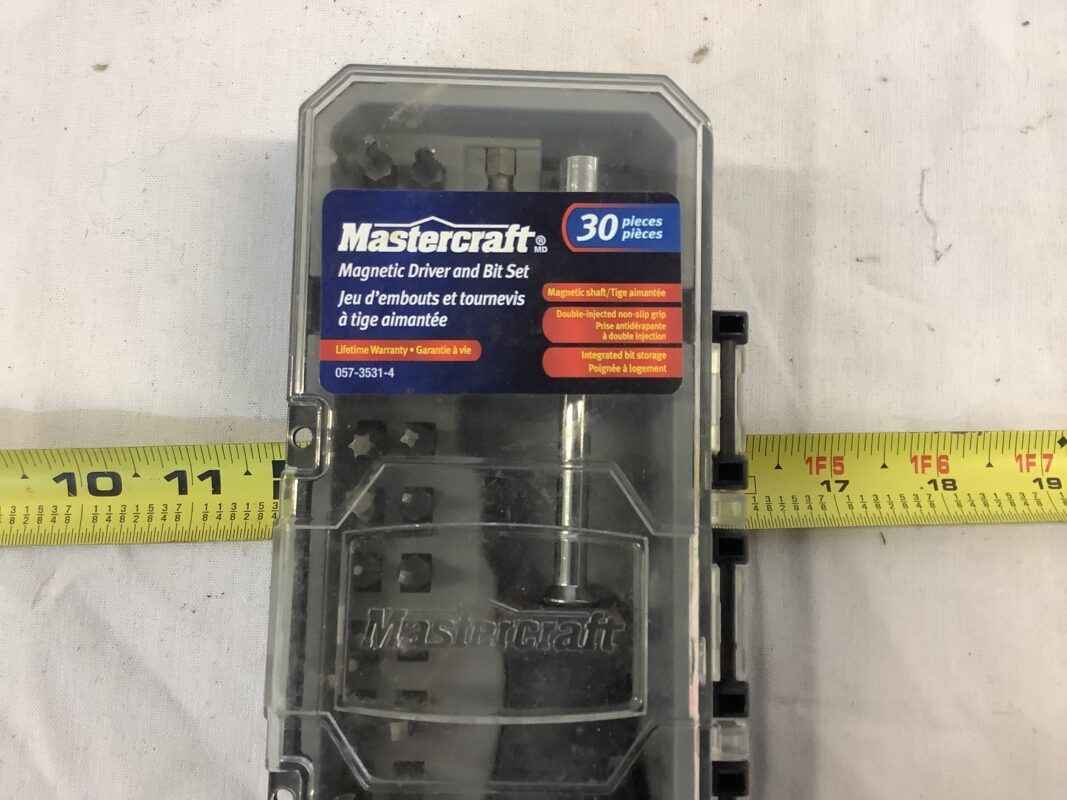 Mastercraft® MD
30 pieces
pièces
Magnetic Driver and Bit Set
Jeu d'embouts et tournevis
à tige aimantée
Magnetic shaft/Tige aimantée
Double-injected non-slip grip
Prise antidérapante
à double injection
Lifetime Warranty • Garantie à vie
Integrated bit storage
Poignée à logement
057-3531-4
10 11
1F5 1F6 1F7
17 18 19
Mastercraft